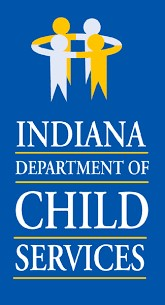 INDIANA
DEPARTMENT OF
CHILD
SERVICES